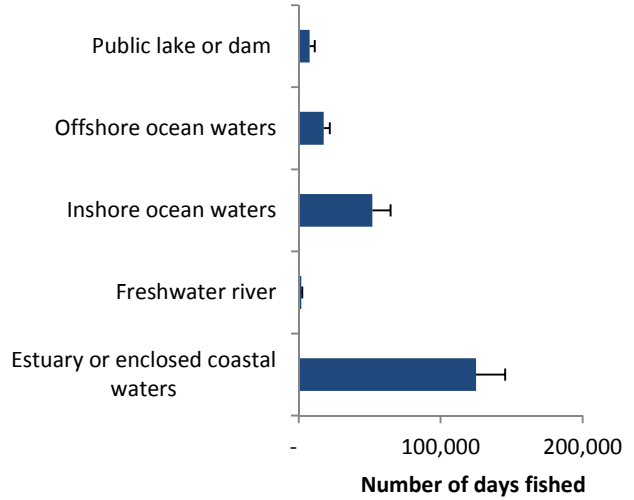 Public lake or dam
Offshore ocean waters
Inshore ocean waters
Freshwater river
Estuary or enclosed coastal
waters
- 100,000 200,000
Number of days fished